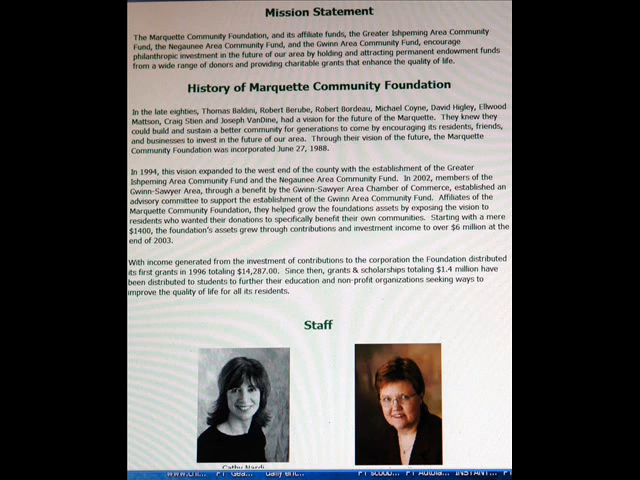 Mission Statement
The Marquette Community Foundation, and its affiliate funds, the Greater Ishpeming Area Community
Fund, the Negaunee Area Community Fund, and the Gwinn Area Community Fund, encourage
philanthropic investment in the future of our area by holding and attracting permanent endowment funds
from a wide range of donors and providing charitable grants that enhance the quality of life.
History of Marquette Community Foundation
In the late eighties, Thomas Baldini, Robert Berube, Robert Bordeau, Michael Coyne, David Higley, Ellwood
Mattson, Craig Stien and Joseph VanDine, had a vision for the future of the Marquette. They knew they
could build and sustain a better community for generations to come by encouraging its residents, friends,
and businesses to invest in the future of our area. Through their vision of the future, the Marquette
Community Foundation was incorporated June 27, 1988.
In 1994, this vision expanded to the west end of the county with the establishment of the Greater
Ishpeming Area Community Fund and the Negaunee Area Community Fund. In 2002, members of the
Gwinn-Sawyer Area, through a benefit by the Gwinn-Sawyer Area Chamber of Commerce, established an
advisory committee to support the establishment of the Gwinn Area Community Fund. Affiliates of the
Marquette Community Foundation, they helped grow the foundations assets by exposing the vision to
residents who wanted their donations to specifically benefit their own communities. Starting with a mere
$1400, the foundation's assets grew through contributions and investment income to over $6 million at the
end of 2003.
With income generated from the investment of contributions to the corporation the Foundation distributed
its first grants in 1996 totaling $14,287.00. Since then, grants & scholarships totaling $1.4 million have
been distributed to students to further their education and non-profit organizations seeking ways to
improve the quality of life for all its residents.
Staff
Cathy Nardi